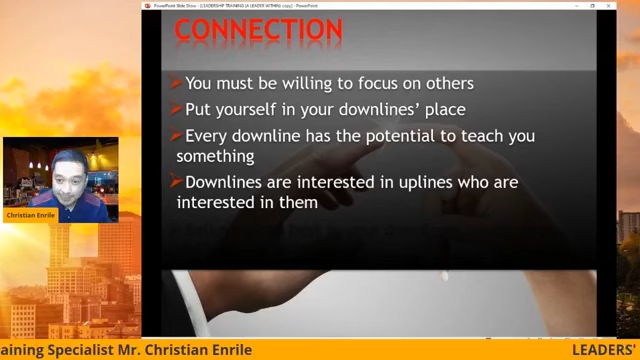 PowerPoint Slide Show - [LEADERSHIP TRAINING (A LEADER WITHIN) copy] - PowerPoint
CONNECTION
You must be willing to focus on others
Put yourself in your downlines’ place
Every downline has the potential to teach you
something
Downlines are interested in uplines who are
interested in them
Christian Enrile
aining Specialist Mr. Christian Enrile
LEADERS'